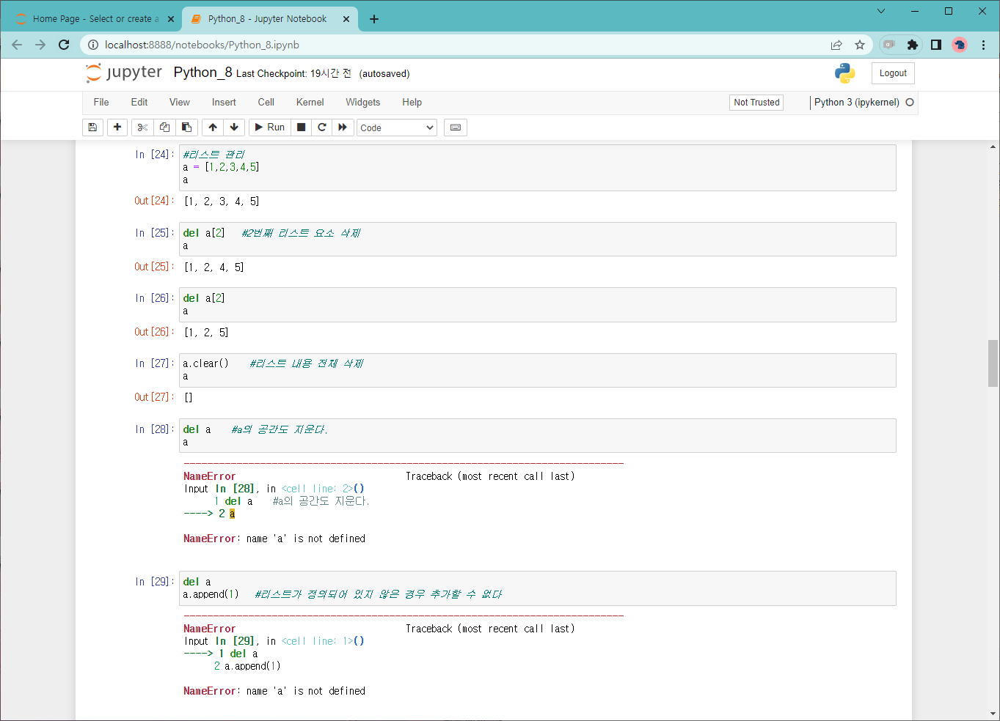 Home Page - Select or create a
Python_8 - Jupyter Notebook
localhost:8888/notebooks/Python_8.ipynb
jupyter Python_8 Last Checkpoint: 19시간 전 (autosaved)
Logout
File Edit View Insert Cell Kernel Widgets Help
Not Trusted
Python 3 (ipykernel)
Run
Code
In [24]: #리스트 관리
a = [1,2,3,4,5]
a
Out[24]: [1, 2, 3, 4, 5]
In [25]: del a[2] #2번째 리스트 요소 삭제
a
Out[25]: [1, 2, 4, 5]
In [26]: del a[2]
a
Out[26]: [1, 2, 5]
In [27]: a.clear() #리스트 내용 전체 삭제
a
Out[27]: []
In [28]: del a #a의 공간도 지운다.
a
---------------------------------------------------------------------------
NameError Traceback (most recent call last)
Input In [28], in <cell line: 2>()
1 del a #a의 공간도 지운다.
----> 2 a
NameError: name 'a' is not defined
In [29]: del a
a.append(1) #리스트가 정의되어 있지 않은 경우 추가할 수 없다
---------------------------------------------------------------------------
NameError Traceback (most recent call last)
Input In [29], in <cell line: 1>()
----> 1 del a
2 a.append(1)
NameError: name 'a' is not defined